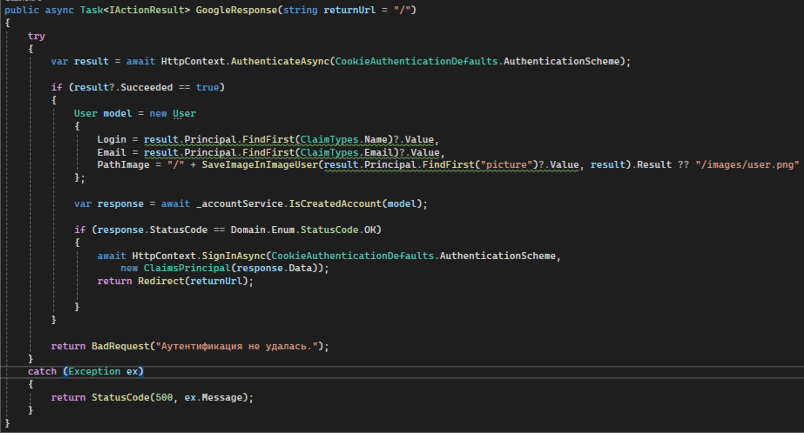 public async Task<IActionResult> GoogleResponse(string returnUrl = "/")
{
try
{
var result = await HttpContext.AuthenticateAsync(CookieAuthenticationDefaults.AuthenticationScheme);
if (result?.Succeeded == true)
{
User model = new User
{
Login = result.Principal.FindFirst(ClaimTypes.Name)?.Value,
Email = result.Principal.FindFirst(ClaimTypes.Email)?.Value,
PathImage = "/" + SaveImageInImageUser(result.Principal.FindFirst("picture")?.Value, result).Result ?? "/images/user.png"
};
var response = await _accountService.IsCreatedAccount(model);
if (response.StatusCode == Domain.Enum.StatusCode.OK)
{
await HttpContext.SignInAsync(CookieAuthenticationDefaults.AuthenticationScheme,
new ClaimsPrincipal(response.Data));
return Redirect(returnUrl);
}
}
return BadRequest("Аутентификация не удалась.");
}
catch (Exception ex)
{
return StatusCode(500, ex.Message);
}
}